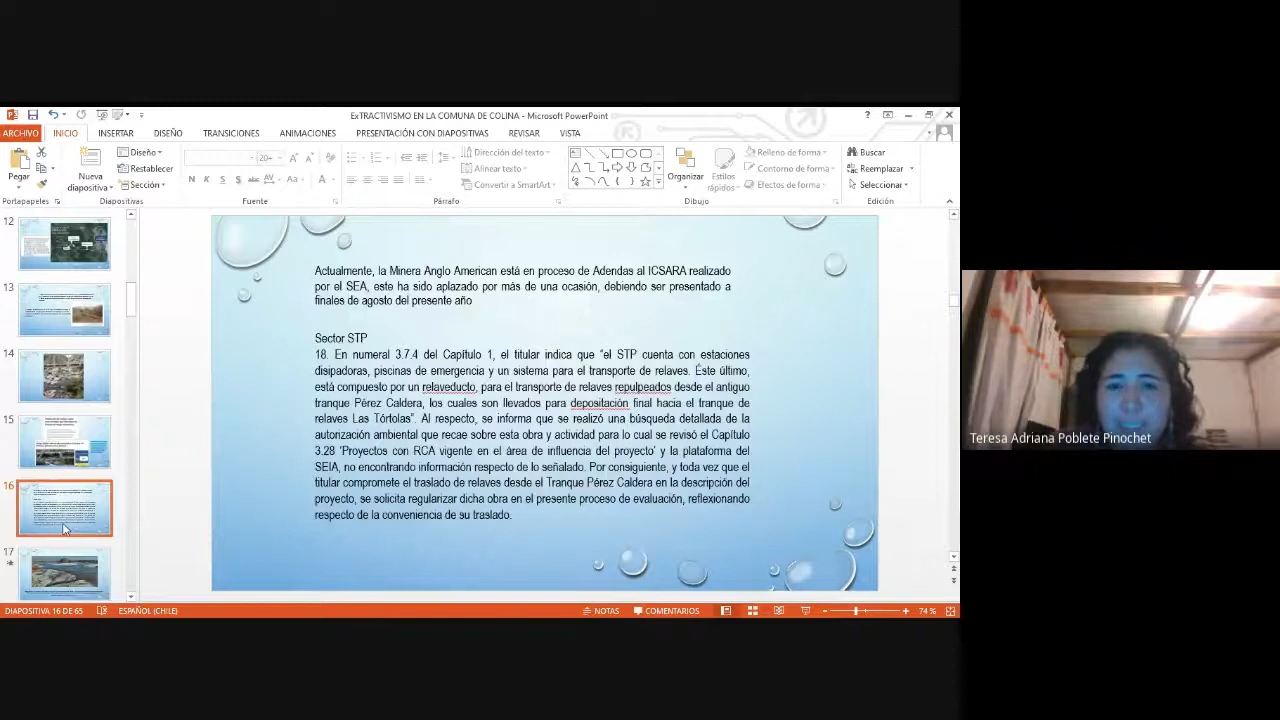 ExTRACTIVISMO EN LA COMUNA DE COLINA - Microsoft PowerPoint
ARCHIVO INICIO INSERTAR DISEÑO TRANSICIONES ANIMACIONES PRESENTACIÓN CON DIAPOSITIVAS REVISAR VISTA
Pegar
Nueva
diapositiva
Diseño
Restablecer
Sección
20+
N K S S abc AV Aa A
Dirección del texto
Alinear texto
Convertir a SmartArt
Organizar
Estilos
rápidos
Relleno de forma
Contorno de forma
Efectos de forma
Buscar
Reemplazar
Seleccionar
Portapapeles Diapositivas Fuente Párrafo Dibujo Edición
12
13
14
15
16
17
Actualmente, la Minera Anglo American está en proceso de Adendas al ICSARA realizado
por el SEA, este ha sido aplazado por más de una ocasión, debiendo ser presentado a
finales de agosto del presente año
Sector STP
18. En numeral 3.7.4 del Capítulo 1, el titular indica que “el STP cuenta con estaciones
disipadoras, piscinas de emergencia y un sistema para el transporte de relaves. Éste último,
está compuesto por un relaveducto, para el transporte de relaves repulpeados desde el antiguo
tranque Pérez Caldera, los cuales son llevados para depositación final hacia el tranque de
relaves Las Tórtolas”. Al respecto, se informa que se realizó una búsqueda detallada de la
autorización ambiental que recae sobre esta obra y actividad para lo cual se revisó el Capítulo
3.28 ‘Proyectos con RCA vigente en el área de influencia del proyecto’ y la plataforma del
SEIA, no encontrando información respecto de lo señalado. Por consiguiente, y toda vez que el
titular compromete el traslado de relaves desde el Tranque Pérez Caldera en la descripción del
proyecto, se solicita regularizar dicha obra en el presente proceso de evaluación, reflexionando
respecto de la conveniencia de su traslado.
Teresa Adriana Poblete Pinochet
DIAPOSITIVA 16 DE 65 ESPAÑOL (CHILE) NOTAS COMENTARIOS 74 %